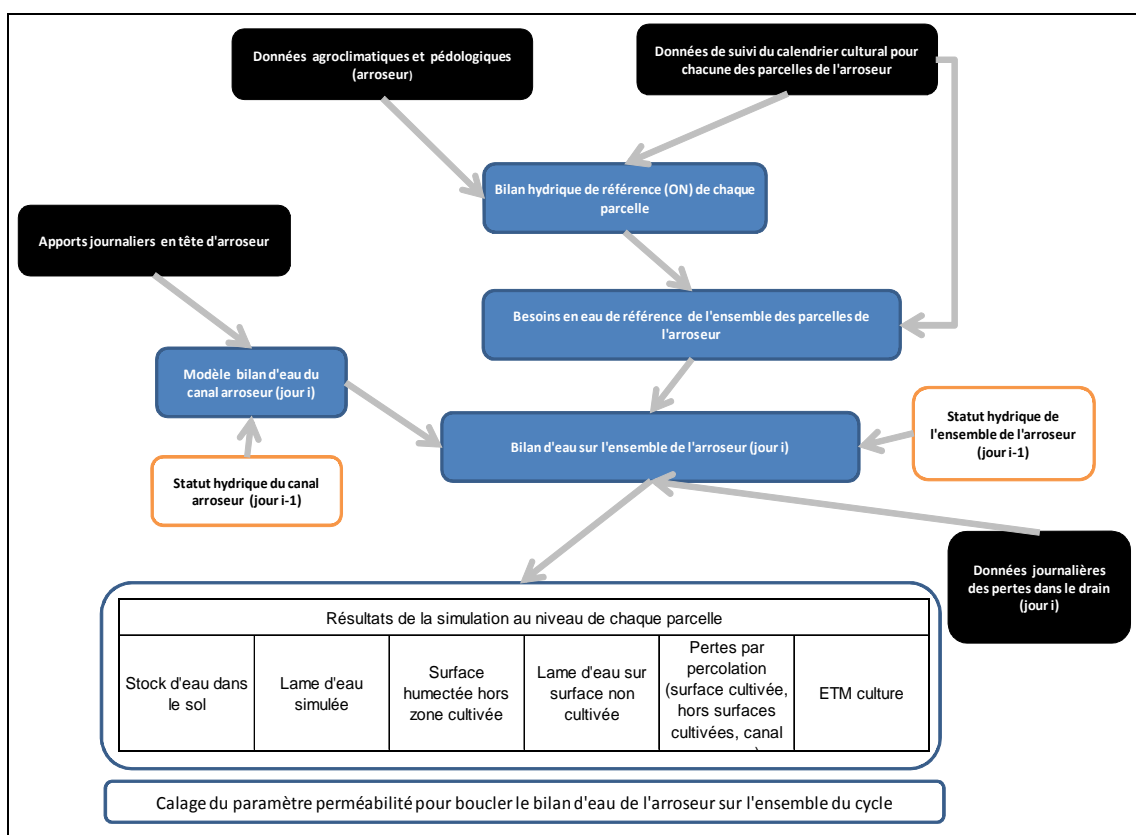 Données agroclimatiques et pédologiques
(arroseur)
Données de suivi du calendrier cultural pour
chacune des parcelles de l'arroseur
Bilan hydrique de référence (ON) de chaque
parcelle
Apports journaliers en tête d'arroseur
Besoins en eau de référence de l'ensemble des parcelles de
l'arroseur
Modèle bilan d'eau du
canal arroseur (jour i)
Statut hydrique de
l'ensemble de l'arroseur
(jour i-1)
Bilan d'eau sur l'ensemble de l'arroseur (jour i)
Statut hydrique du canal
arroseur (jour i-1)
Données journalières
des pertes dans le drain
(jour i)
Résultats de la simulation au niveau de chaque parcelle
Stock d'eau dans
le sol
Lame d'eau
simulée
Surface
humectée hors
zone cultivée
Lame d'eau sur
surface non
cultivée
Pertes par
percolation
(surface cultivée,
hors surfaces
cultivées, canal
ETM culture
Calage du paramètre perméabilité pour boucler le bilan d'eau de l'arroseur sur l'ensemble du cycle